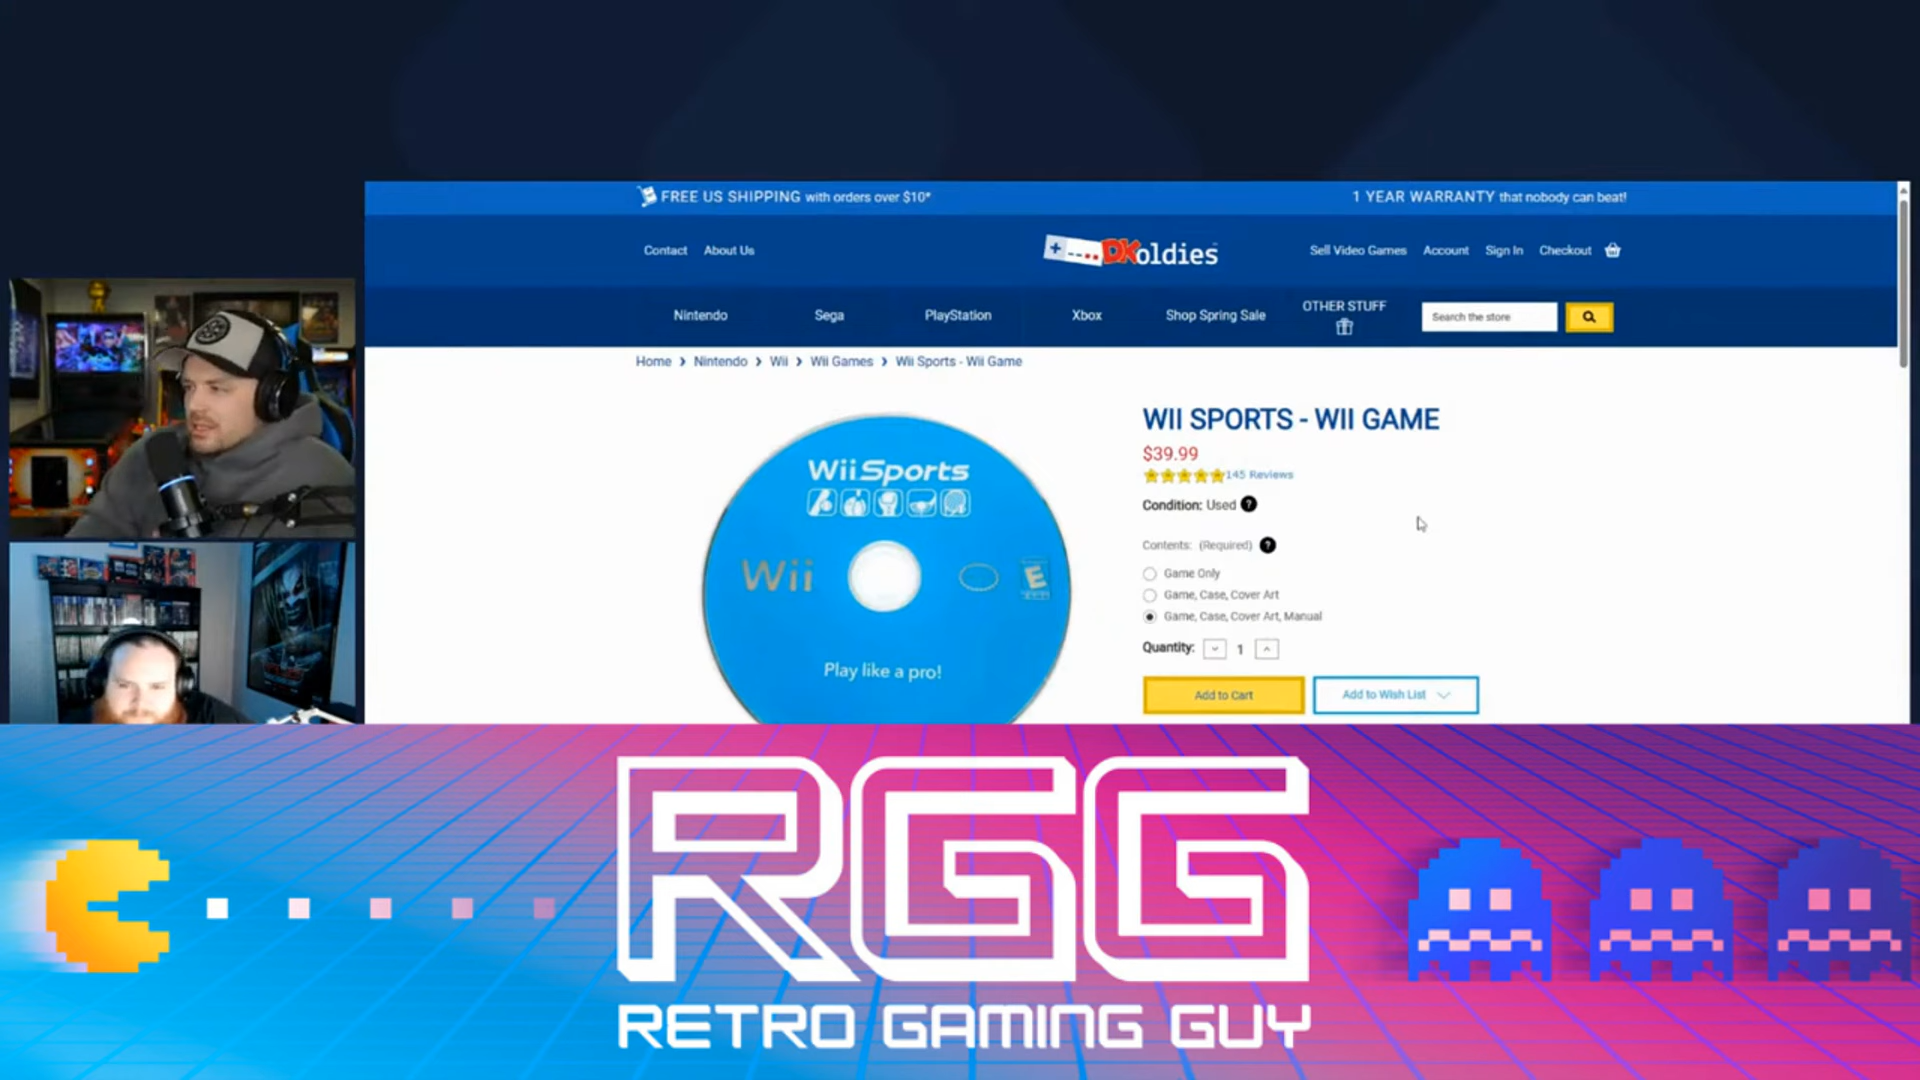 FREE US SHIPPING with orders over $10*
1 YEAR WARRANTY that nobody can beat!
Contact
About Us
DKoldies
Sell Video Games
Account
Sign In
Checkout
Nintendo
Sega
PlayStation
Xbox
Shop Spring Sale
OTHER STUFF
Search the store
Home > Nintendo > Wii > Wii Games > Wii Sports - Wii Game
Wii Sports
Wii
E
Play like a pro!
WII SPORTS - WII GAME
$39.99
145 Reviews
Condition: Used ?
Contents: (Required) ?
Game Only
Game, Case, Cover Art
Game, Case, Cover Art, Manual
Quantity: 1
Add to Cart
Add to Wish List
RGG
RETRO GAMING GUY